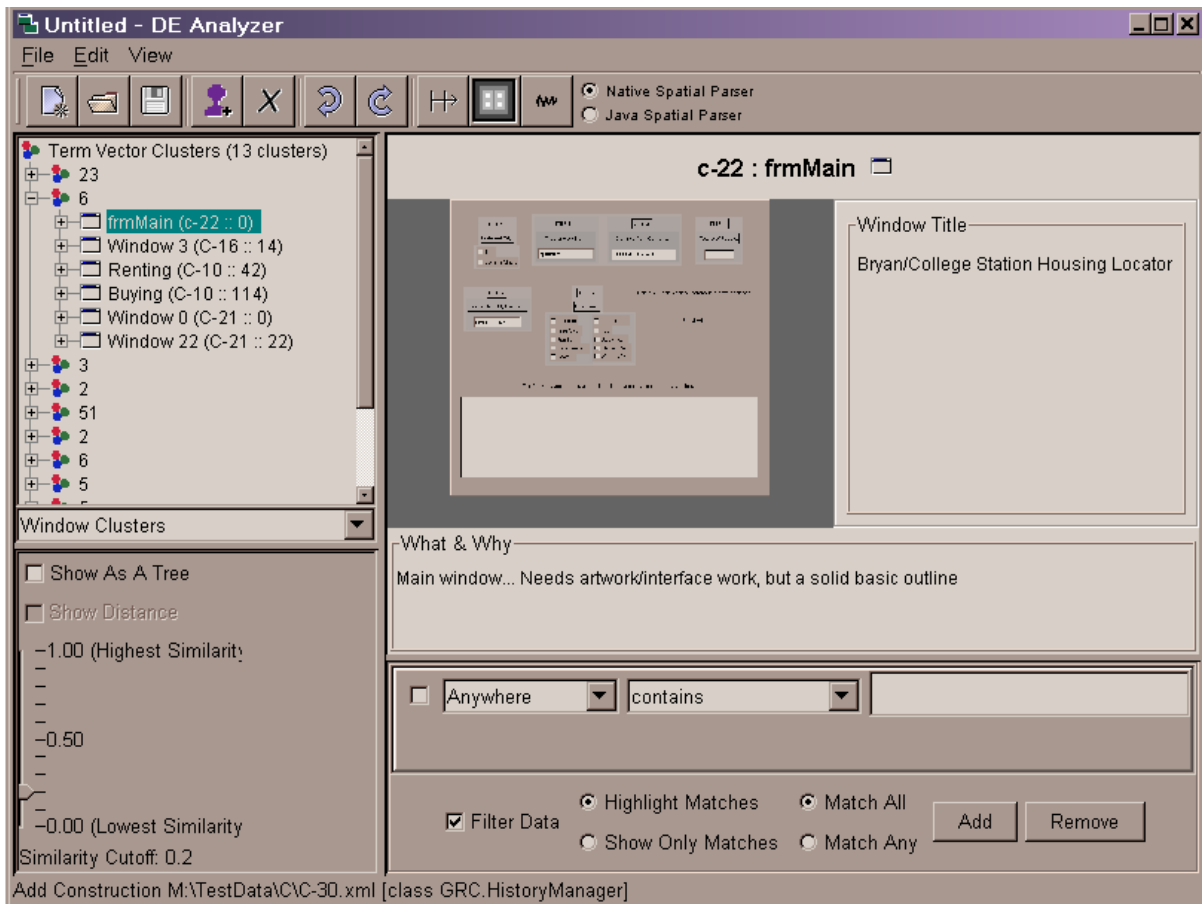 Untitled - DE Analyzer
File Edit View
Native Spatial Parser
Java Spatial Parser
Term Vector Clusters (13 clusters)
23
6
frmMain (c-22 :: 0)
Window 3 (C-16 :: 14)
Renting (C-10 :: 42)
Buying (C-10 :: 114)
Window 0 (C-21 :: 0)
Window 22 (C-21 :: 22)
3
2
51
2
6
5
Window Clusters
Show As A Tree
Show Distance
1.00 (Highest Similarity
0.50
0.00 (Lowest Similarity
Similarity Cutoff: 0.2
c-22 : frmMain
Window Title
Bryan/College Station Housing Locator
What & Why
Main window... Needs artwork/interface work, but a solid basic outline
Anywhere contains
Filter Data
Highlight Matches
Show Only Matches
Match All
Match Any
Add Remove
Add Construction M:\TestData\C\C-30.xml [class GRC.HistoryManager]